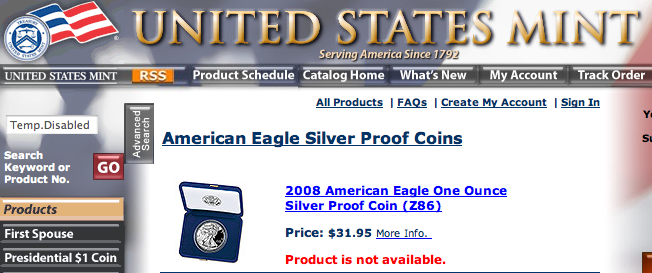 UNITED STATES MINT
Serving America Since 1792
UNITED STATES MINT RSS Product Schedule Catalog Home What's New My Account Track Order
All Products | FAQs | Create My Account | Sign In
Temp.Disabled
Advanced
Search
Search
Keyword or
Product No.
GO
Products
First Spouse
Presidential $1 Coin
American Eagle Silver Proof Coins
2008 American Eagle One Ounce
Silver Proof Coin (Z86)
Price: $31.95 More Info.
Product is not available.